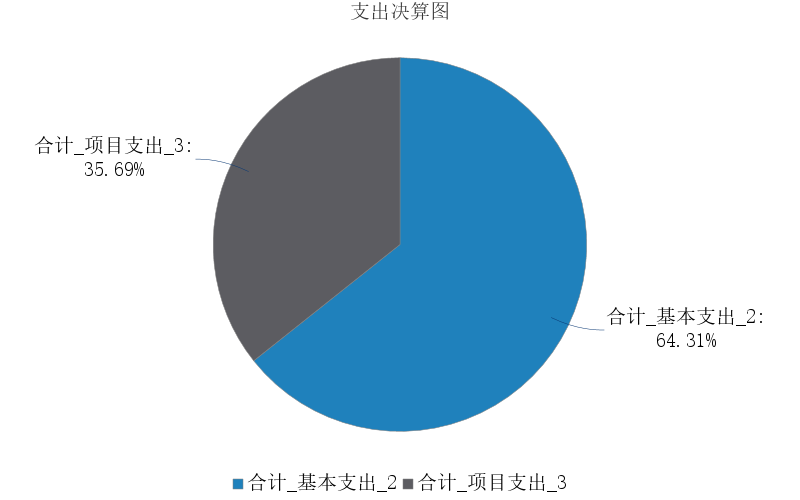 支出决算图
合计_项目支出_3:
35.69%
合计_基本支出_2:
64.31%
合计_基本支出_2 合计_项目支出_3